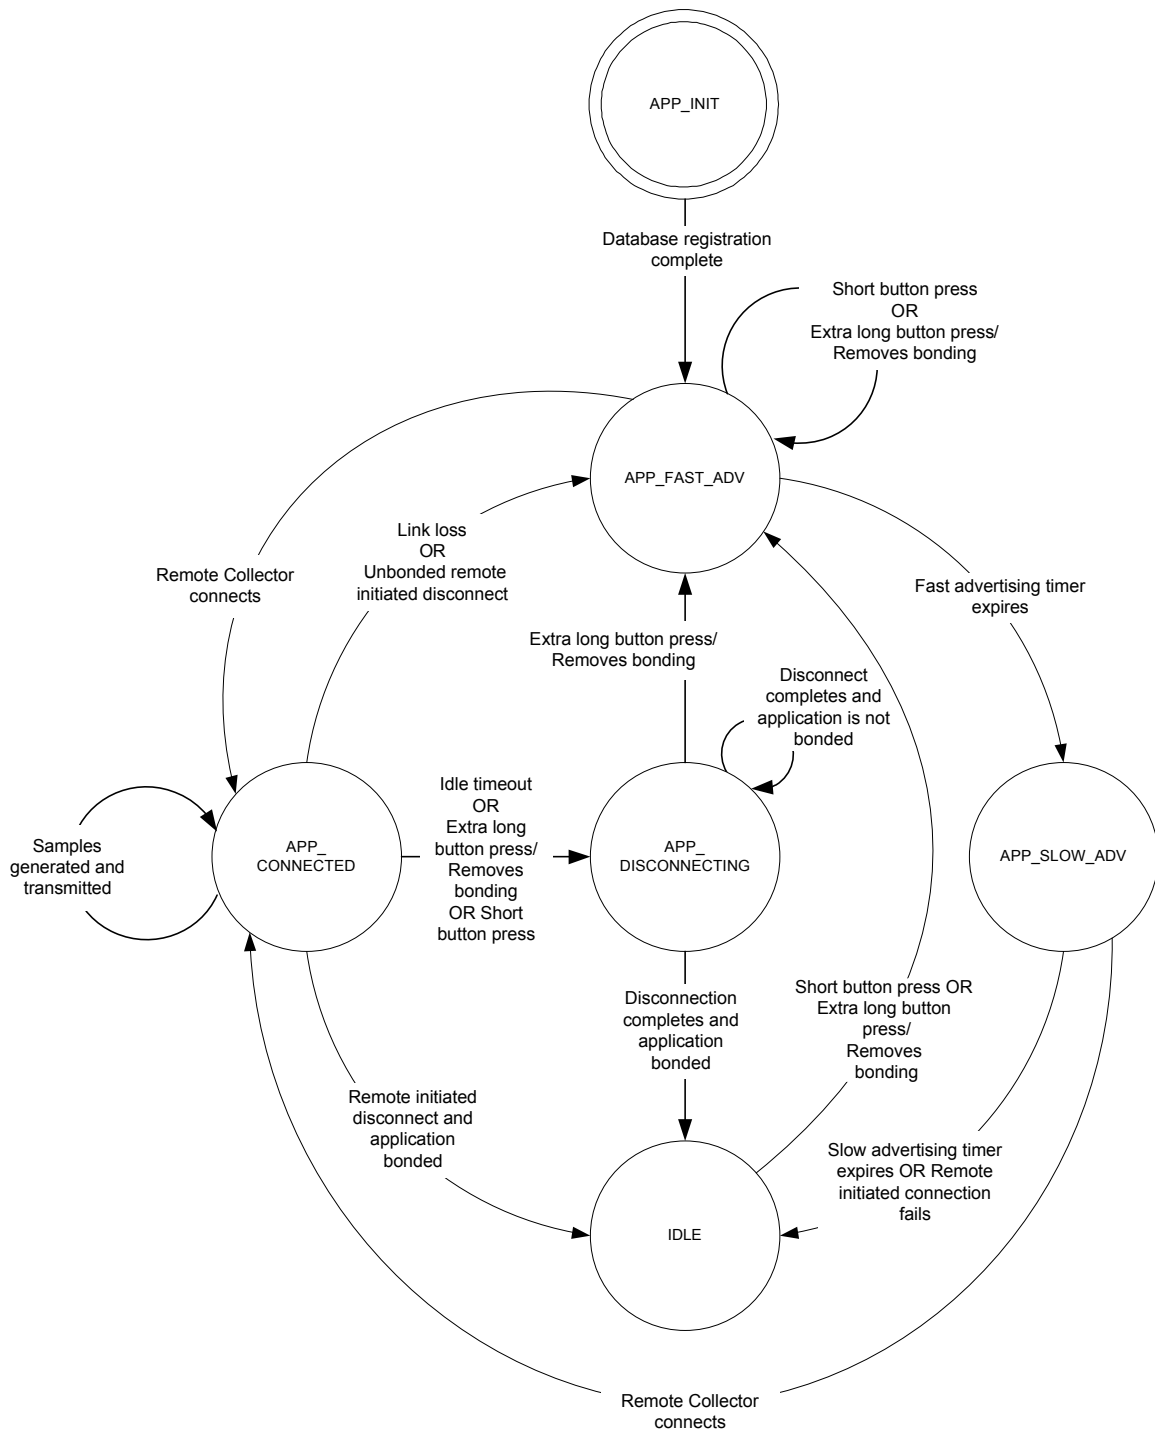 APP_INIT
Database registration
complete
Short button press
OR
Extra long button press/
Removes bonding
APP_FAST_ADV
Link loss
OR
Unbonded remote
initiated disconnect
Remote Collector
connects
Fast advertising timer
expires
Extra long button press/
Removes bonding
Disconnect
completes and
application is not
bonded
Idle timeout
OR
Extra long
button press/
Removes
bonding
OR Short
button press
Samples
generated and
transmitted
APP_
CONNECTED
APP_
DISCONNECTING
APP_SLOW_ADV
Disconnection
completes and
application
bonded
Short button press OR
Extra long button
press/
Removes
bonding
Remote initiated
disconnect and
application
bonded
Slow advertising timer
expires OR Remote
initiated connection
fails
IDLE
Remote Collector
connects